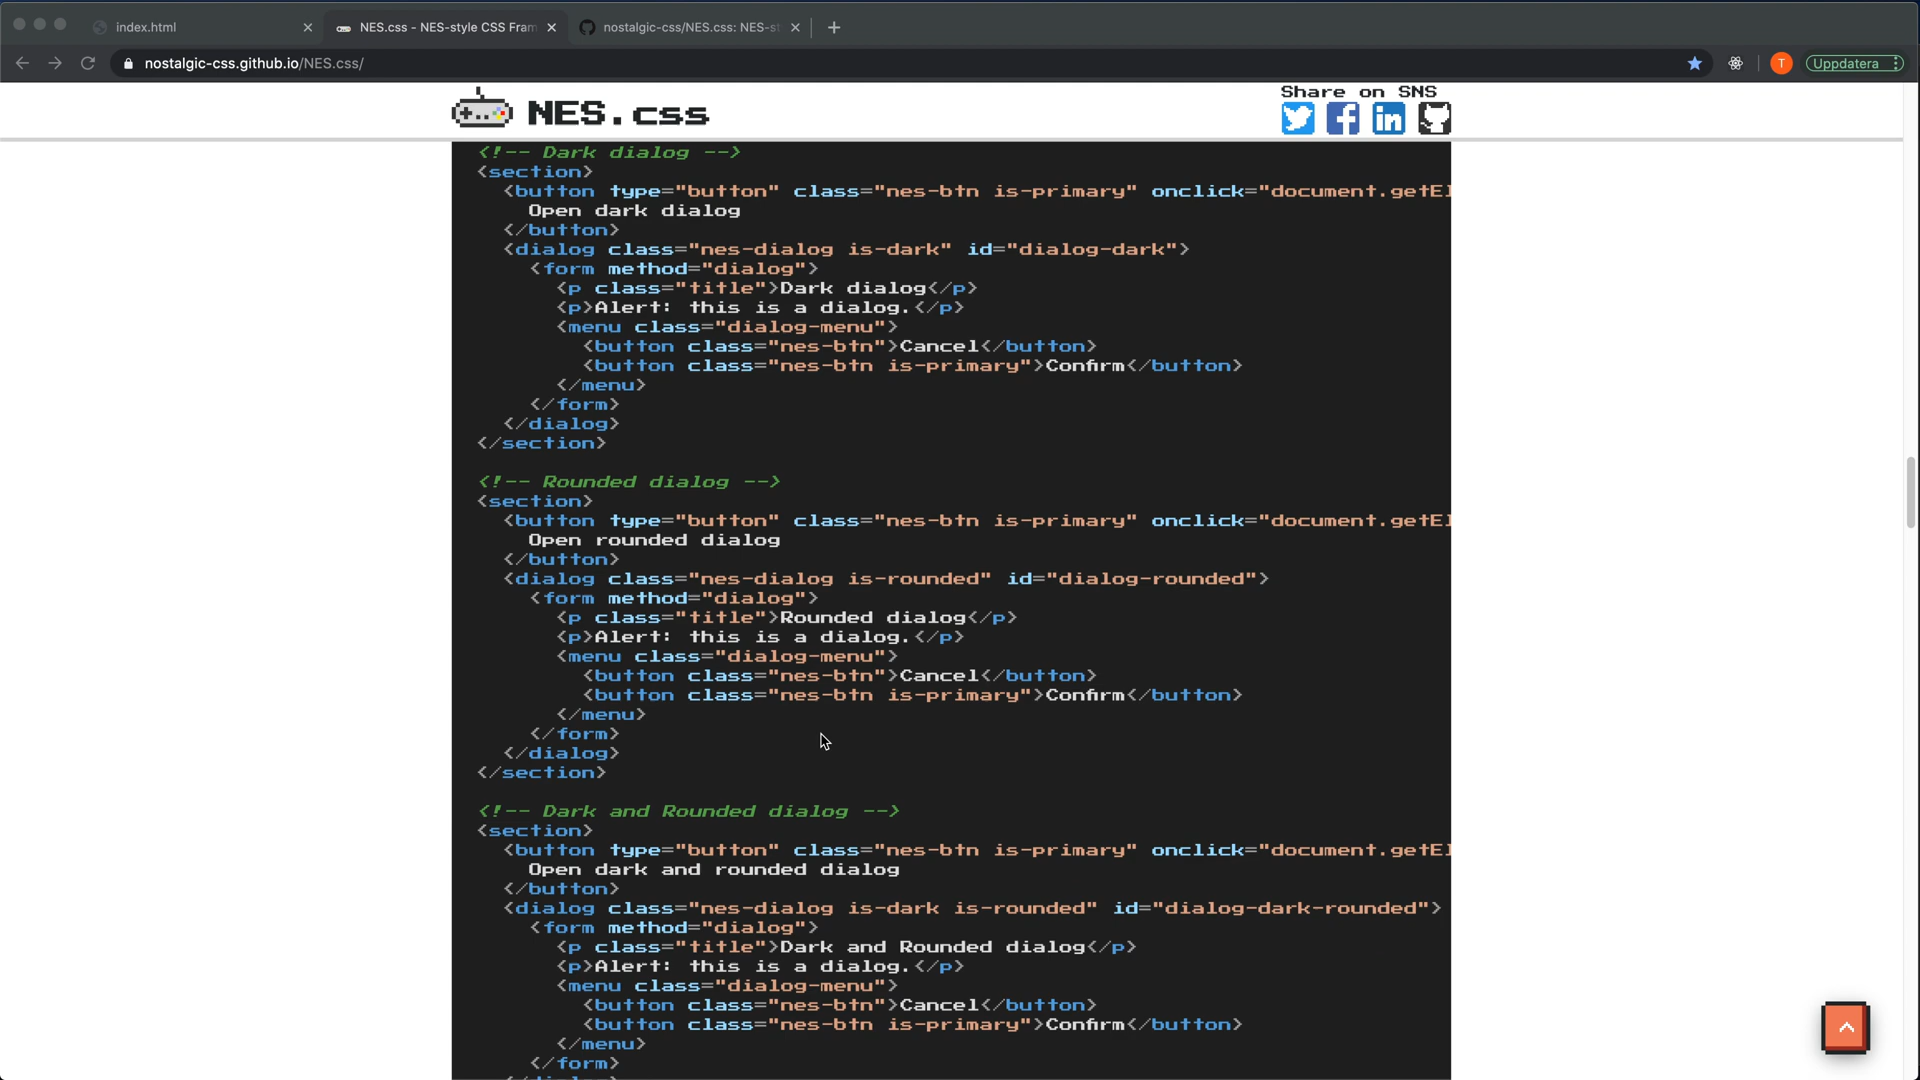 index.html
NES.css - NES-style CSS Fram
nostalgic-css/NES.css: NES-st
nostalgic-css.github.io/NES.css/
T
Uppdatera
NES.css
Share on SNS
<!-- Dark dialog -->
<section>
<button type="button" class="nes-btn is-primary" onclick="document.getEl
Open dark dialog
</button>
<dialog class="nes-dialog is-dark" id="dialog-dark">
<form method="dialog">
<p class="title">Dark dialog</p>
<p>Alert: this is a dialog.</p>
<menu class="dialog-menu">
<button class="nes-btn">Cancel</button>
<button class="nes-btn is-primary">Confirm</button>
</menu>
</form>
</dialog>
</section>
<!-- Rounded dialog -->
<section>
<button type="button" class="nes-btn is-primary" onclick="document.getEl
Open rounded dialog
</button>
<dialog class="nes-dialog is-rounded" id="dialog-rounded">
<form method="dialog">
<p class="title">Rounded dialog</p>
<p>Alert: this is a dialog.</p>
<menu class="dialog-menu">
<button class="nes-btn">Cancel</button>
<button class="nes-btn is-primary">Confirm</button>
</menu>
</form>
</dialog>
</section>
<!-- Dark and Rounded dialog -->
<section>
<button type="button" class="nes-btn is-primary" onclick="document.getEl
Open dark and rounded dialog
</button>
<dialog class="nes-dialog is-dark is-rounded" id="dialog-dark-rounded">
<form method="dialog">
<p class="title">Dark and Rounded dialog</p>
<p>Alert: this is a dialog.</p>
<menu class="dialog-menu">
<button class="nes-btn">Cancel</button>
<button class="nes-btn is-primary">Confirm</button>
</menu>
</form>